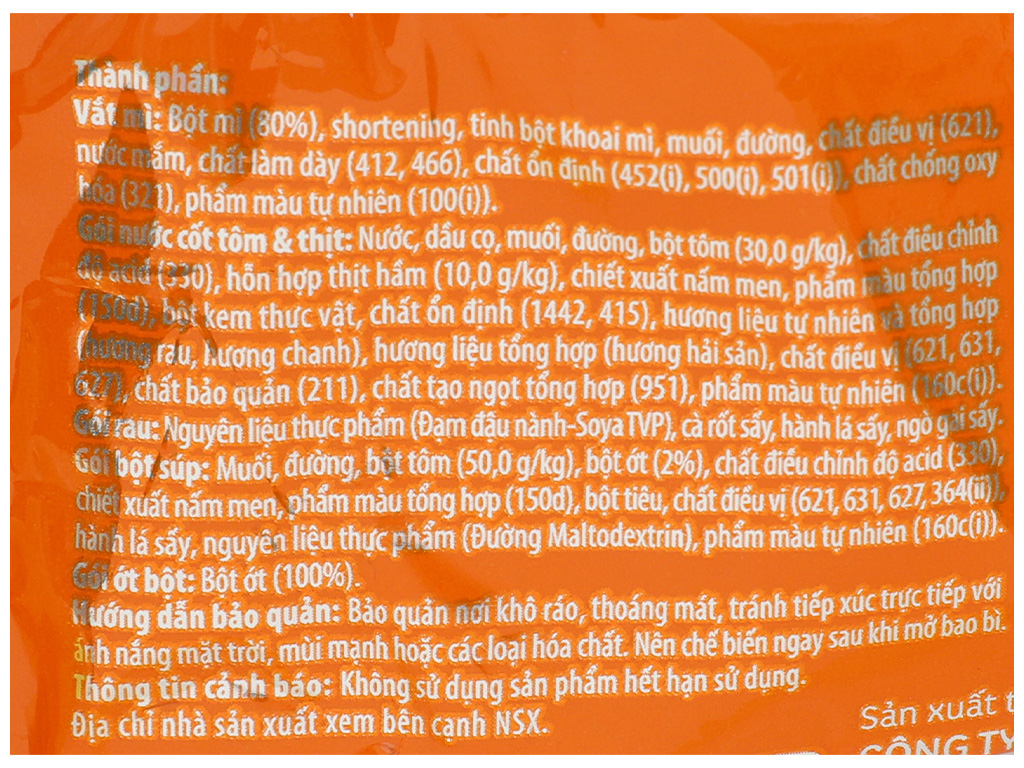 Thành phần:
Vắt mì: Bột mì (80%), shortening, tinh bột khoai mì, muối, đường, chất điều vị (621),
nước mắm, chất làm dày (412, 466), chất ổn định (452(i), 500(i), 501(i)), chất chống oxy
hóa (321), phẩm màu tự nhiên (100(i)).
Gói nước cốt tôm & thịt: Nước, dầu cọ, muối, đường, bột tôm (30,0 g/kg), chất điều chỉnh
độ acid (330), hỗn hợp thịt hầm (10,0 g/kg), chiết xuất nấm men, phẩm màu tổng hợp
(150d), bột kem thực vật, chất ổn định (1442, 415), hương liệu tự nhiên và tổng hợp
(hương rau, hương chanh), hương liệu tổng hợp (hương hải sản), chất điều vị (621, 631,
627), chất bảo quản (211), chất tạo ngọt tổng hợp (951), phẩm màu tự nhiên (160c(i)).
Gói rau: Nguyên liệu thực phẩm (Đạm đậu nành-Soya TVP), cà rốt sấy, hành lá sấy, ngò gai sấy.
Gói bột súp: Muối, đường, bột tôm (50,0 g/kg), bột ớt (2%), chất điều chỉnh độ acid (330),
chiết xuất nấm men, phẩm màu tổng hợp (150d), bột tiêu, chất điều vị (621, 631, 627, 364(ii)),
hành lá sấy, nguyên liệu thực phẩm (Đường Maltodextrin), phẩm màu tự nhiên (160c(i)).
Gói ớt bột: Bột ớt (100%).
Hướng dẫn bảo quản: Bảo quản nơi khô ráo, thoáng mát, tránh tiếp xúc trực tiếp với
ánh nắng mặt trời, mùi mạnh hoặc các loại hóa chất. Nên chế biến ngay sau khi mở bao bì.
Thông tin cảnh báo: Không sử dụng sản phẩm hết hạn sử dụng.
Địa chỉ nhà sản xuất xem bên cạnh NSX.
Sản xuất t
CÔNG TY